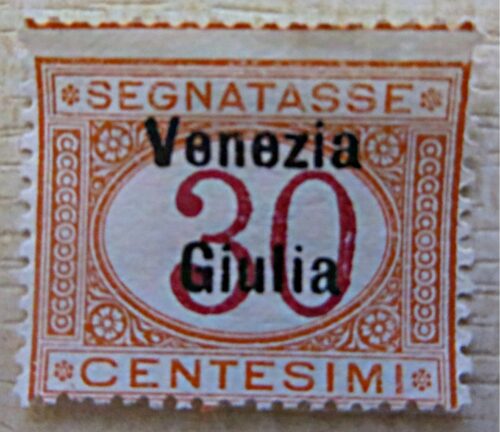 SEGNATASSE
Venezia
30
Giulia
CENTESIMI